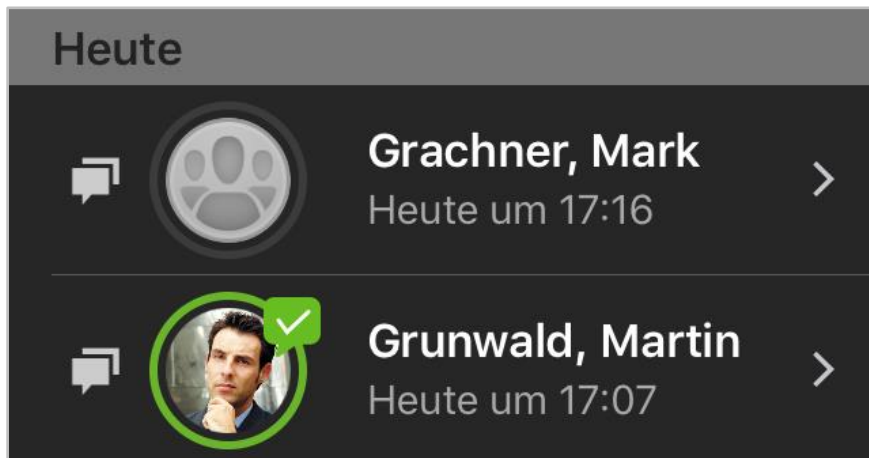 Heute
Grachner, Mark
Heute um 17:16
Grunwald, Martin
Heute um 17:07